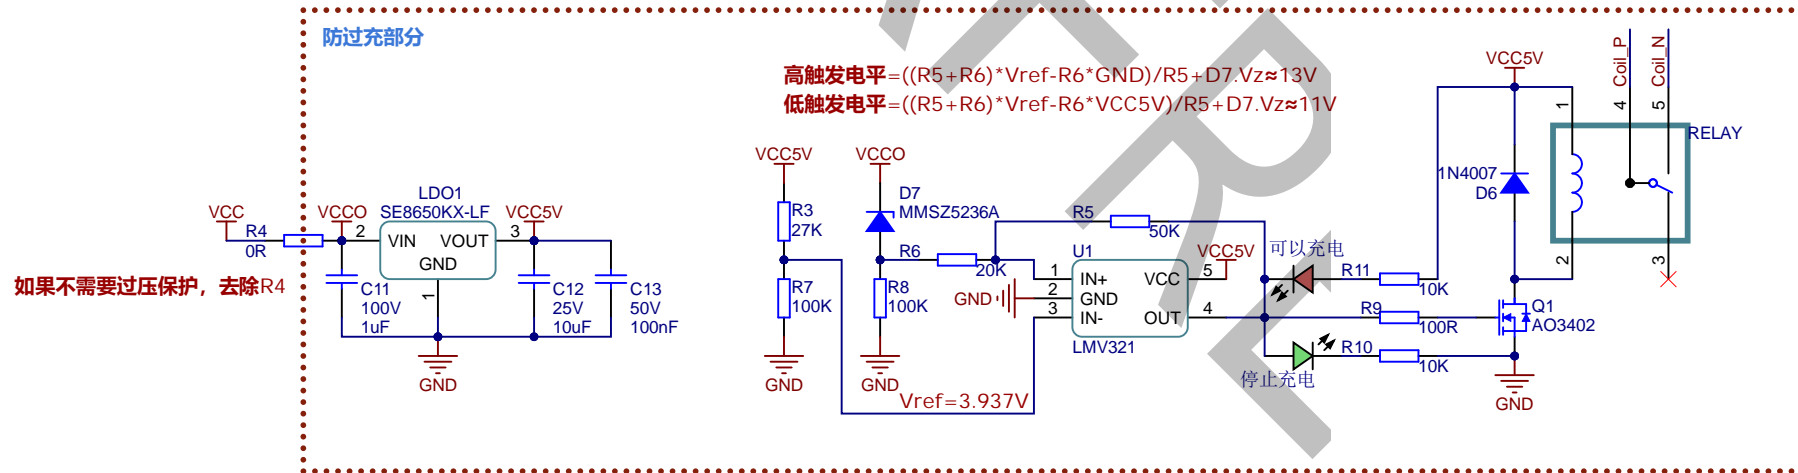 防过充部分
高触发电平=((R5+R6)*Vref-R6*GND)/R5+D7.Vz≈13V
低触发电平=((R5+R6)*Vref-R6*VCC5V)/R5+D7.Vz≈11V
如果不需要过压保护，去除R4
VCC
R4
0R
VCCO
LDO1
SE8650KX-LF
2
VIN
VOUT
3
GND
1
VCC5V
C11
100V
1uF
C12
25V
10uF
C13
50V
100nF
GND
VCC5V
R3
27K
R7
100K
GND
VCCO
D7
MMSZ5236A
R6
20K
R8
100K
GND
Vref=3.937V
R5
50K
U1
1
IN+
2
GND
3
IN-
VCC
5
OUT
4
LMV321
GND
VCC5V
可以充电
R11
10K
R9
100R
停止充电
R10
10K
Q1
AO3402
GND
VCC5V
1N4007
D6
Coil_P
Coil_N
1
4
5
RELAY
2
3